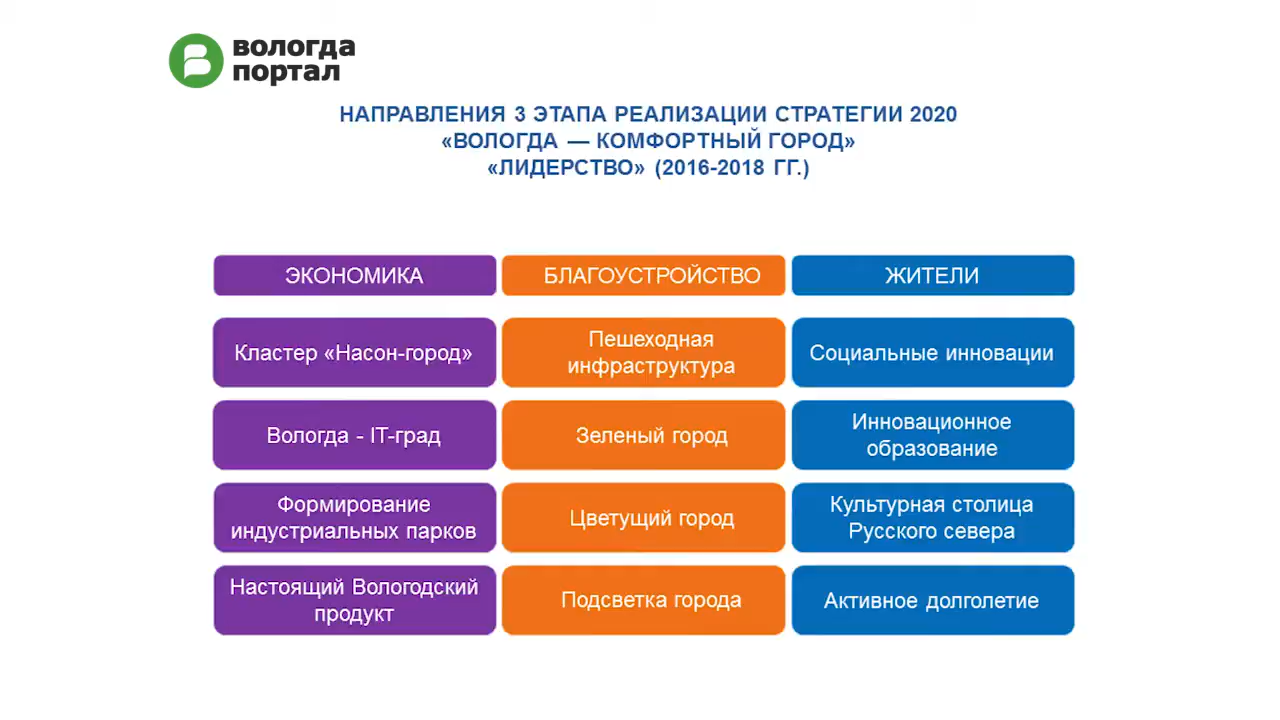 вологда
портал
НАПРАВЛЕНИЯ 3 ЭТАПА РЕАЛИЗАЦИИ СТРАТЕГИИ 2020
«ВОЛОГДА — КОМФОРТНЫЙ ГОРОД»
«ЛИДЕРСТВО» (2016-2018 ГГ.)
ЭКОНОМИКА
Кластер «Насон-город»
Вологда - IT-град
Формирование
индустриальных парков
Настоящий Вологодский
продукт
БЛАГОУСТРОЙСТВО
Пешеходная
инфраструктура
Зеленый город
Цветущий город
Подсветка города
ЖИТЕЛИ
Социальные инновации
Инновационное
образование
Культурная столица
Русского севера
Активное долголетие